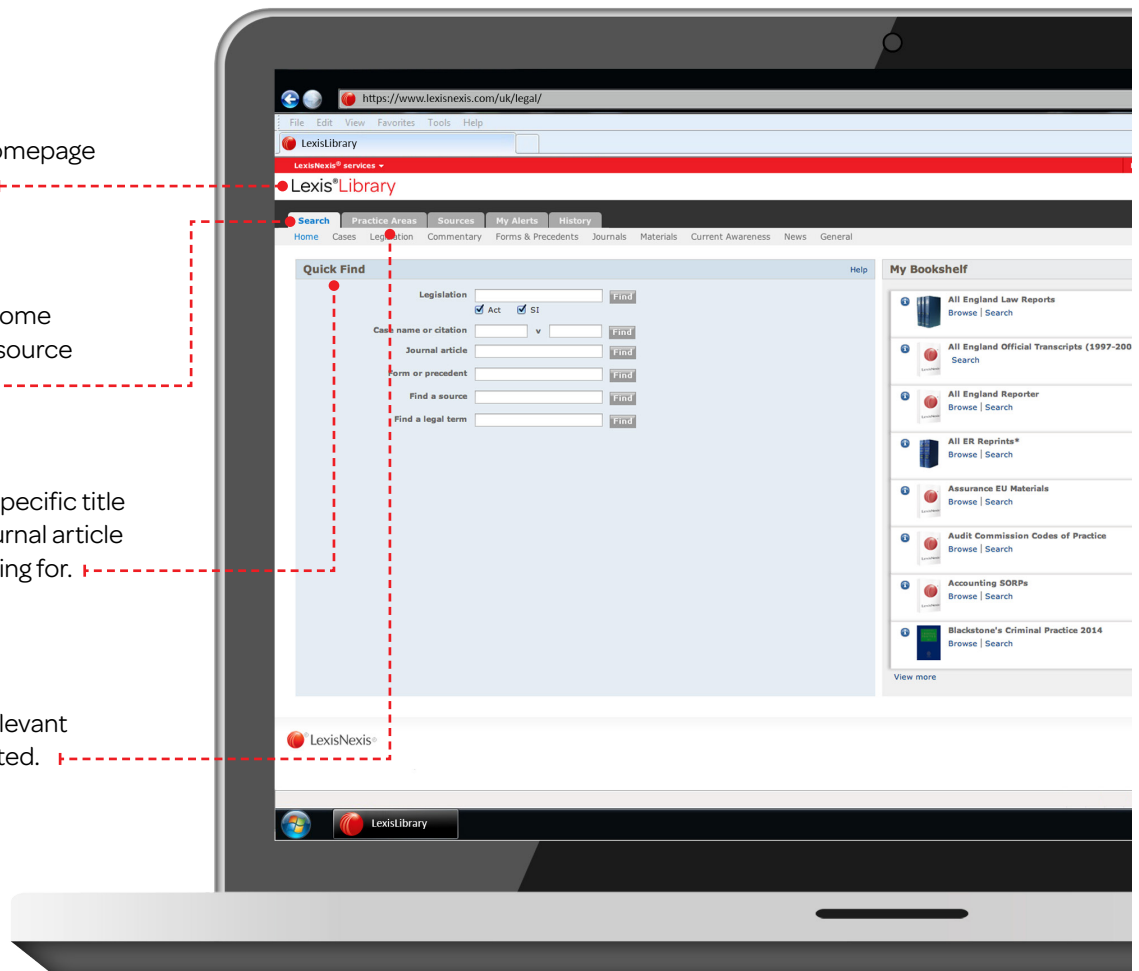 omepage
ome
source
pecific title
urnal article
ing for.
levant
ted.
https://www.lexisnexis.com/uk/legal/
File Edit View Favorites Tools Help
LexisLibrary
LexisNexis® services
Lexis®Library
Search Practice Areas Sources My Alerts History
Home Cases Legislation Commentary Forms & Precedents Journals Materials Current Awareness News General
Quick Find
Help
Legislation Find
Act SI
Case name or citation v Find
Journal article Find
Form or precedent Find
Find a source Find
Find a legal term Find
My Bookshelf
All England Law Reports
Browse | Search
All England Official Transcripts (1997-200
Search
All England Reporter
Browse | Search
All ER Reprints*
Browse | Search
Assurance EU Materials
Browse | Search
Audit Commission Codes of Practice
Browse | Search
Accounting SORPs
Browse | Search
Blackstone's Criminal Practice 2014
Browse | Search
View more
LexisNexis®
LexisLibrary